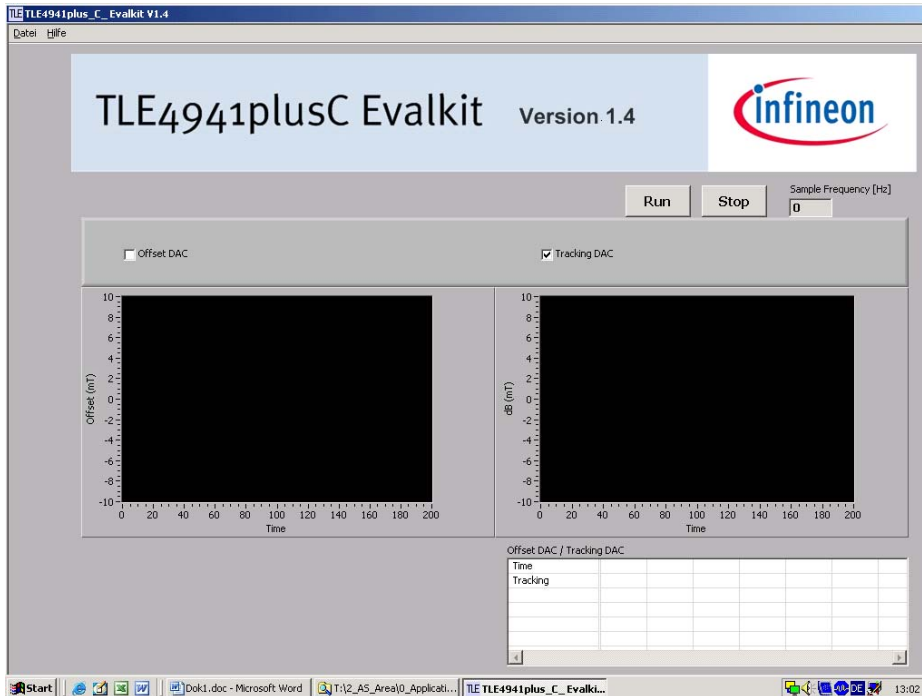 TLE TLE4941plus_C_ Evalkit V1.4
Datei Hilfe
TLE4941plusC Evalkit Version 1.4
infineon
Run
Stop
Sample Frequency [Hz]
0
Offset DAC
Tracking DAC
10
8
6
4
2
0
-2
-4
-6
-8
-10
Offset (mT)
0 20 40 60 80 100 120 140 160 180 200
Time
10
8
6
4
2
0
-2
-4
-6
-8
-10
dB (mT)
0 20 40 60 80 100 120 140 160 180 200
Time
Offset DAC / Tracking DAC
Time
Tracking
Start
Dok1.doc - Microsoft Word
T:\2_AS_Area\0_Applicati...
TLE TLE4941plus_C_ Evalki...
DE
13:02